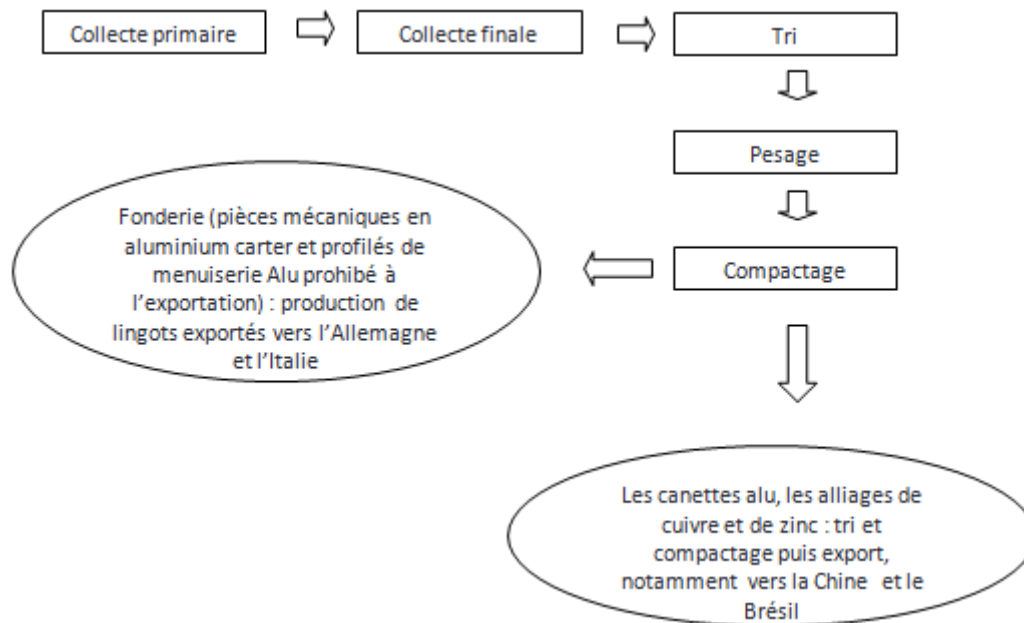 Collecte primaire
Collecte finale
Tri
Pesage
Compactage
Fonderie (pièces mécaniques en
aluminium carter et profilés de
menuiserie Alu prohibé à
l'exportation) : production de
lingots exportés vers l'Allemagne
et l'Italie
Les canettes alu, les alliages de
cuivre et de zinc : tri et
compactage puis export,
notamment vers la Chine et le
Brésil